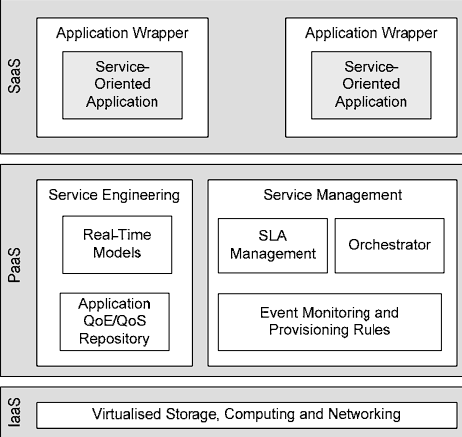 SaaS
Application Wrapper
Service-
Oriented
Application
Application Wrapper
Service-
Oriented
Application
PaaS
Service Engineering
Real-Time
Models
Application
QoE/QoS
Repository
Service Management
SLA
Management
Orchestrator
Event Monitoring and
Provisioning Rules
IaaS
Virtualised Storage, Computing and Networking